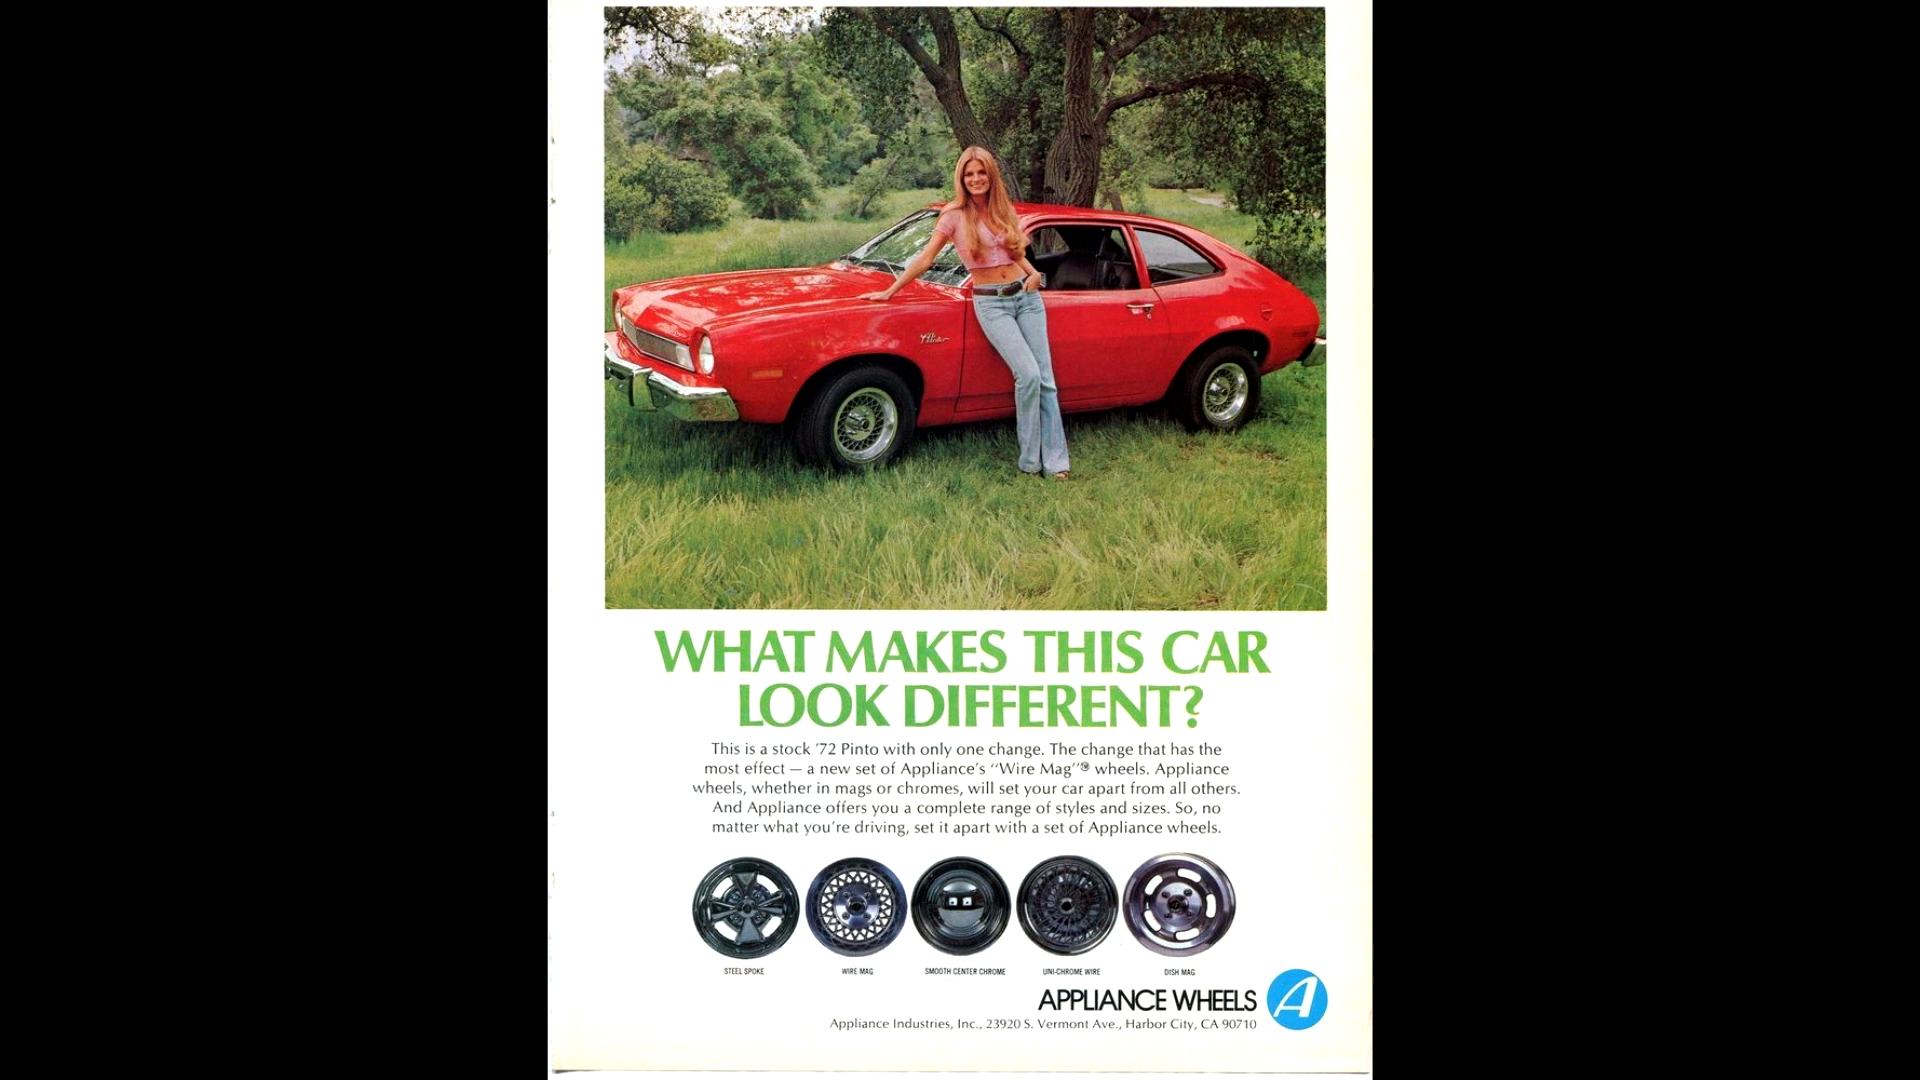 Pinto
WHAT MAKES THIS CAR
LOOK DIFFERENT?
This is a stock '72 Pinto with only one change. The change that has the
most effect — a new set of Appliance's "Wire Mag"® wheels. Appliance
wheels, whether in mags or chromes, will set your car apart from all others.
And Appliance offers you a complete range of styles and sizes. So, no
matter what you're driving, set it apart with a set of Appliance wheels.
STEEL SPOKE
WIRE MAG
SMOOTH CENTER CHROME
UNI-CHROME WIRE
DISH MAG
APPLIANCE WHEELS
A
Appliance Industries, Inc., 23920 S. Vermont Ave., Harbor City, CA 90710